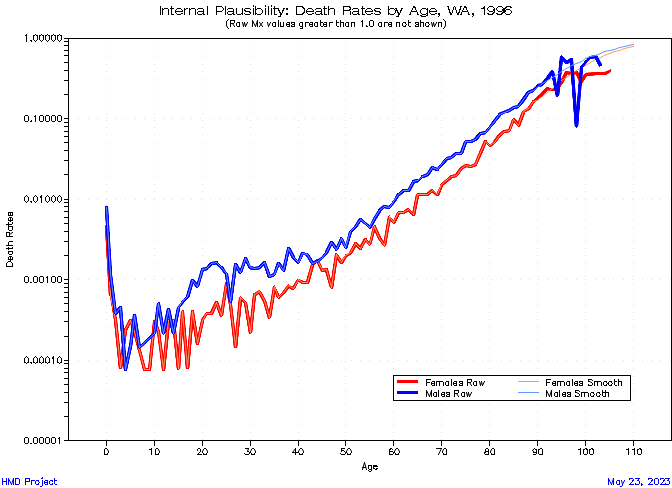 Internal Plausibility: Death Rates by Age, WA, 1996
(Raw Mx values greater than 1.0 are not shown)
1.00000
0.10000
0.01000
0.00100
0.00010
0.00001
Death Rates
0 10 20 30 40 50 60 70 80 90 100 110
Age
Females Raw Females Smooth
Males Raw Males Smooth
HMD Project May 23, 2023